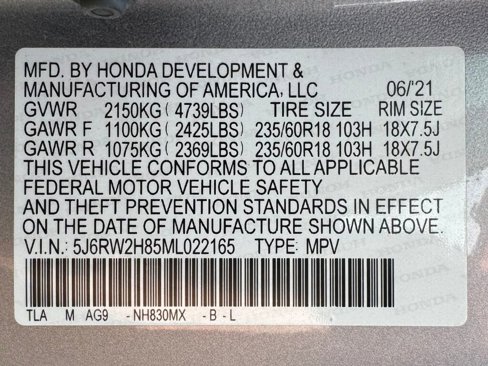 MFD. BY HONDA DEVELOPMENT &
MANUFACTURING OF AMERICA, LLC 06/'21
GVWR 2150KG ( 4739LBS) TIRE SIZE RIM SIZE
GAWR F 1100KG ( 2425LBS) 235/60R18 103H 18X7.5J
GAWR R 1075KG ( 2369LBS) 235/60R18 103H 18X7.5J
THIS VEHICLE CONFORMS TO ALL APPLICABLE
FEDERAL MOTOR VEHICLE SAFETY
AND THEFT PREVENTION STANDARDS IN EFFECT
ON THE DATE OF MANUFACTURE SHOWN ABOVE.
V.I.N.: 5J6RW2H85ML022165 TYPE: MPV
TLA M AG9 - NH830MX - B - L